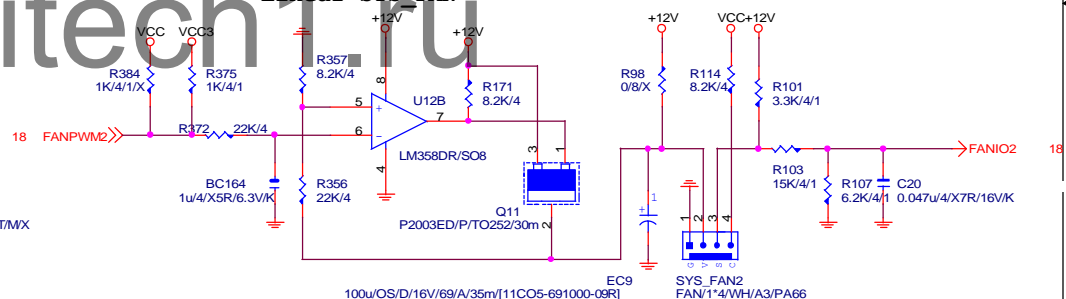 itech1.ru
VCC
VCC3
+12V
+12V
+12V
VCC
+12V
R384
1K/4/1/X
R375
1K/4/1
R357
8.2K/4
R171
8.2K/4
R98
0/8/X
R114
8.2K/4
R101
3.3K/4/1
8
U12B
5
+
7
6
-
4
LM358DR/SO8
18
FANPWM2
R372
22K/4
3
1
FANIO2
18
BC164
1u/4/X5R/6.3V/K
R356
22K/4
R103
15K/4/1
R107
6.2K/4/1
C20
0.047u/4/X7R/16V/K
Q11
P2003ED/P/TO252/30m
2
+
1
1
2
3
4
G
V
S
C
T/M/X
EC9
100u/OS/D/16V/69/A/35m/[11CO5-691000-09R]
SYS_FAN2
FAN/1*4/WH/A3/PA66